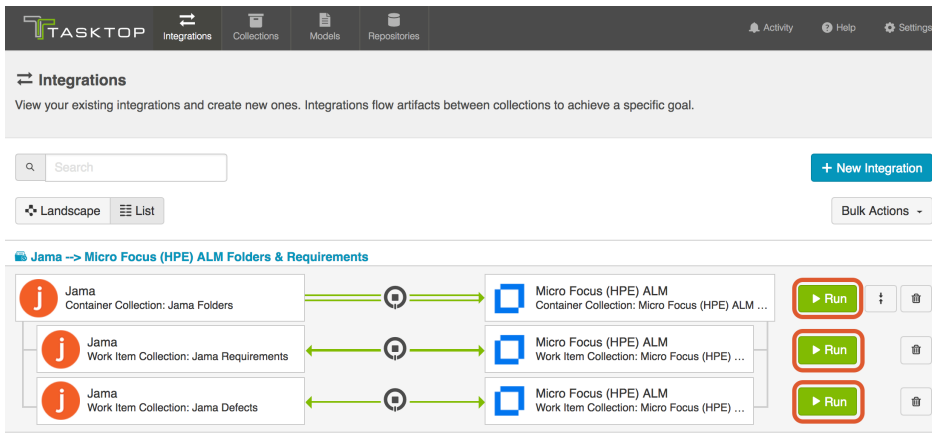 TASKTOP
Integrations
Collections
Models
Repositories
Activity
Help
Settings
Integrations
View your existing integrations and create new ones. Integrations flow artifacts between collections to achieve a specific goal.
Search
+ New Integration
Landscape
List
Bulk Actions
Jama --> Micro Focus (HPE) ALM Folders & Requirements
Jama
Container Collection: Jama Folders
Micro Focus (HPE) ALM
Container Collection: Micro Focus (HPE) ALM ...
Run
Jama
Work Item Collection: Jama Requirements
Micro Focus (HPE) ALM
Work Item Collection: Micro Focus (HPE) ...
Run
Jama
Work Item Collection: Jama Defects
Micro Focus (HPE) ALM
Work Item Collection: Micro Focus (HPE) ...
Run